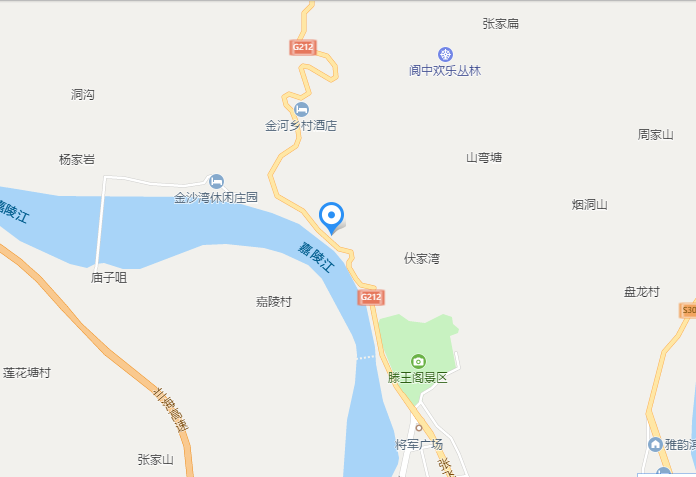 张家扁
G212
阆中欢乐丛林
洞沟
金河乡村酒店
周家山
杨家岩
山弯塘
金沙湾休闲庄园
烟洞山
嘉陵江
嘉陵江
伏家湾
庙子咀
盘龙村
嘉陵村
G212
S30
莲花塘村
滕王阁景区
兰海高速
将军广场
雅韵
张家山
张